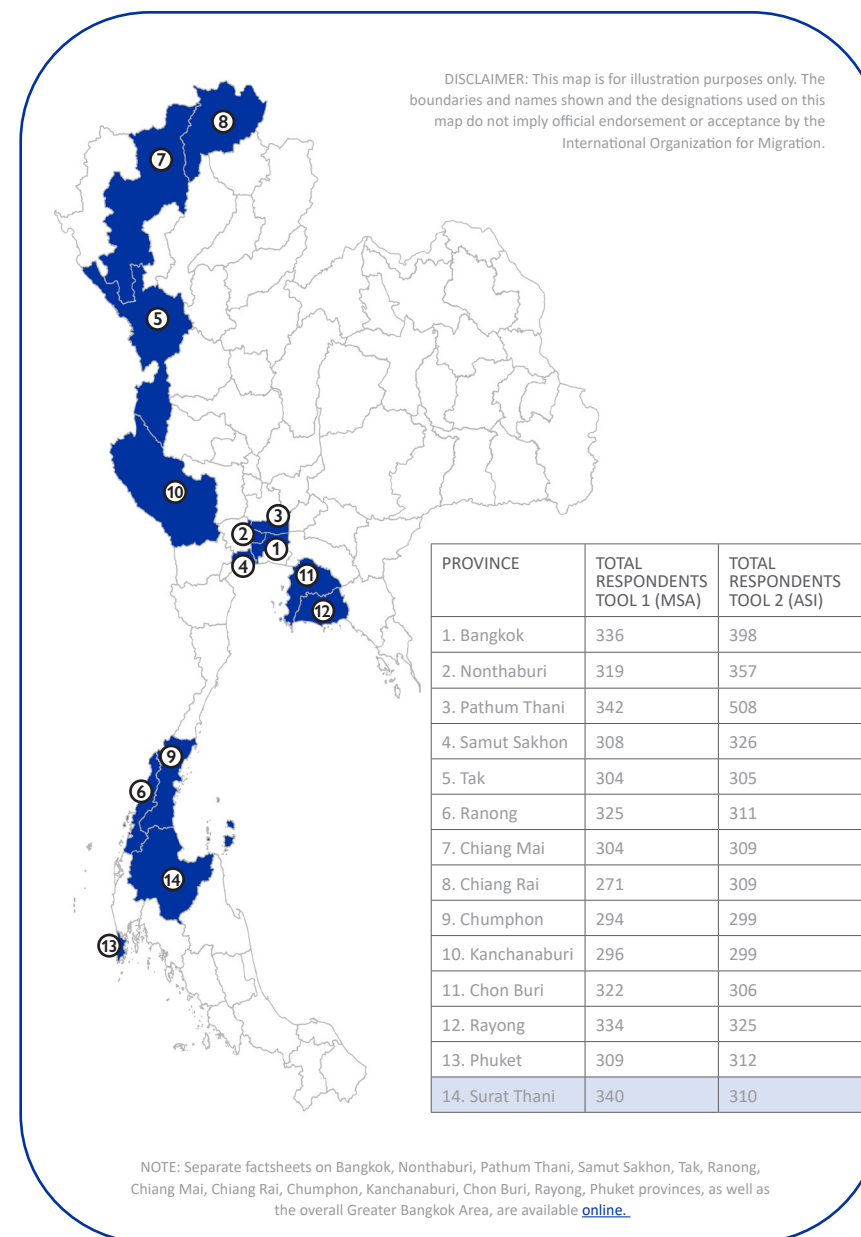 DISCLAIMER: This map is for illustration purposes only. The
boundaries and names shown and the designations used on this
map do not imply official endorsement or acceptance by the
International Organization for Migration.
8
7
5
10
3
2
1
4
11
12
9
6
14
13
PROVINCE TOTAL RESPONDENTS TOOL 1 (MSA) TOTAL RESPONDENTS TOOL 2 (ASI)
1. Bangkok 336 398
2. Nonthaburi 319 357
3. Pathum Thani 342 508
4. Samut Sakhon 308 326
5. Tak 304 305
6. Ranong 325 311
7. Chiang Mai 304 309
8. Chiang Rai 271 309
9. Chumphon 294 299
10. Kanchanaburi 296 299
11. Chon Buri 322 306
12. Rayong 334 325
13. Phuket 309 312
14. Surat Thani 340 310
NOTE: Separate factsheets on Bangkok, Nonthaburi, Pathum Thani, Samut Sakhon, Tak, Ranong,
Chiang Mai, Chiang Rai, Chumphon, Kanchanaburi, Chon Buri, Rayong, Phuket provinces, as well as
the overall Greater Bangkok Area, are available online.